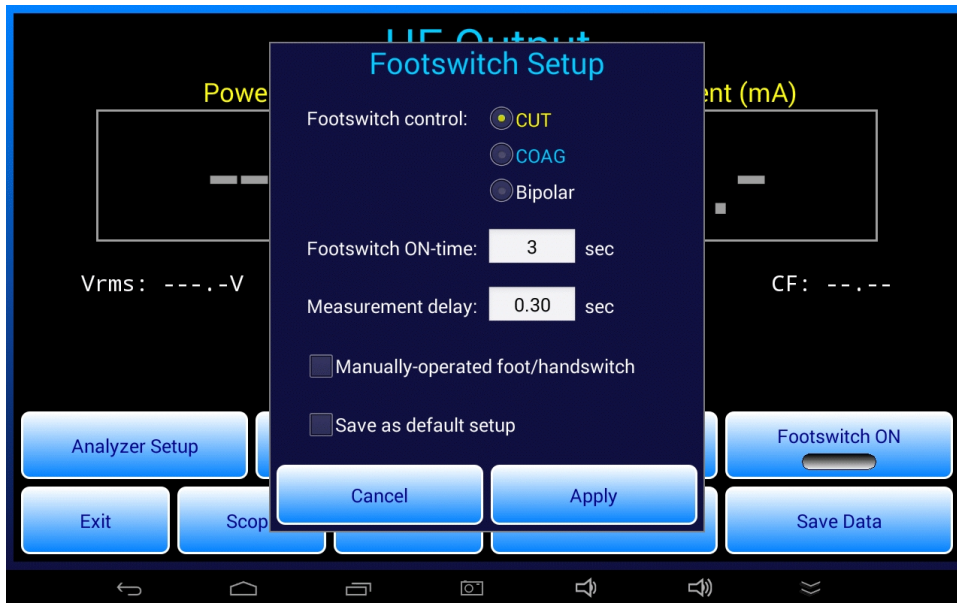 Footswitch Setup
Power
(mA)
Footswitch control: CUT
COAG
Bipolar
Footswitch ON-time: 3 sec
Vrms: ---.-V
CF: --.--
Measurement delay: 0.30 sec
Manually-operated foot/handswitch
Save as default setup
Analyzer Setup
Footswitch ON
Cancel
Apply
Exit
Scop
Save Data